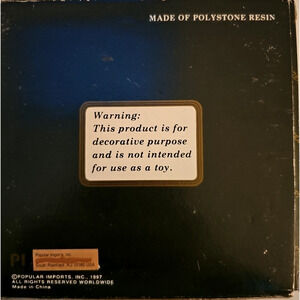 MADE OF POLYSTONE RESIN
Warning:
This product is for
decorative purpose
and is not intended
for use as a toy.
©POPULAR IMPORTS, INC., 1997
ALL RIGHTS RESERVED WORLDWIDE
Made in China